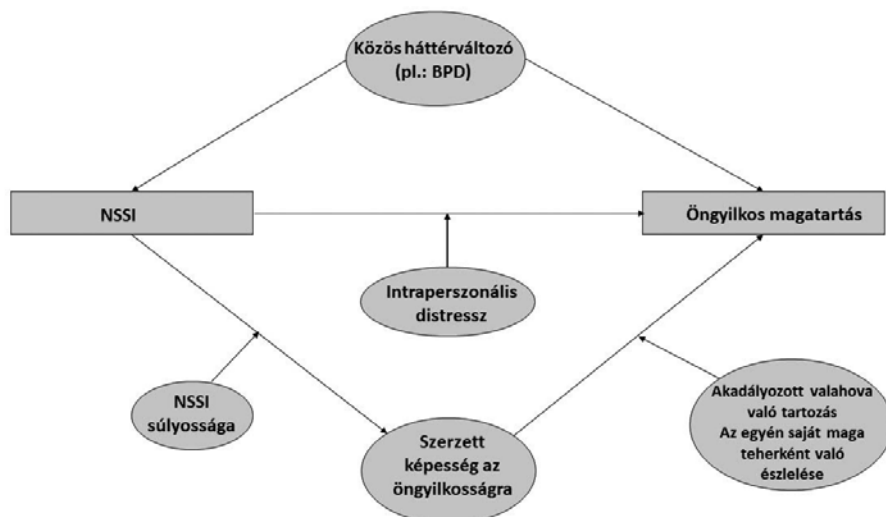 Közös háttérváltozó
(pl.: BPD)
NSSI
Öngyilkos magatartás
Intraperszonális
distressz
NSSI
súlyossága
Szerzett
képesség az
öngyilkosságra
Akadályozott valahova
való tartozás
Az egyén saját maga
teherként való
észlelése